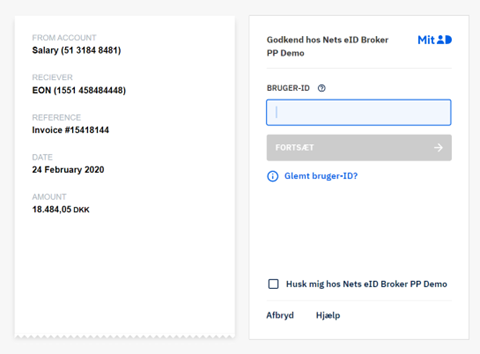 FROM ACCOUNT
Salary (51 3184 8481)
RECIEVER
EON (1551 458484448)
REFERENCE
Invoice #15418144
DATE
24 February 2020
AMOUNT
18.484,05 DKK
Godkend hos Nets eID Broker
PP Demo
Mit
BRUGER-ID
FORTSÆT
Glemt bruger-ID?
Husk mig hos Nets eID Broker PP Demo
Afbryd Hjælp